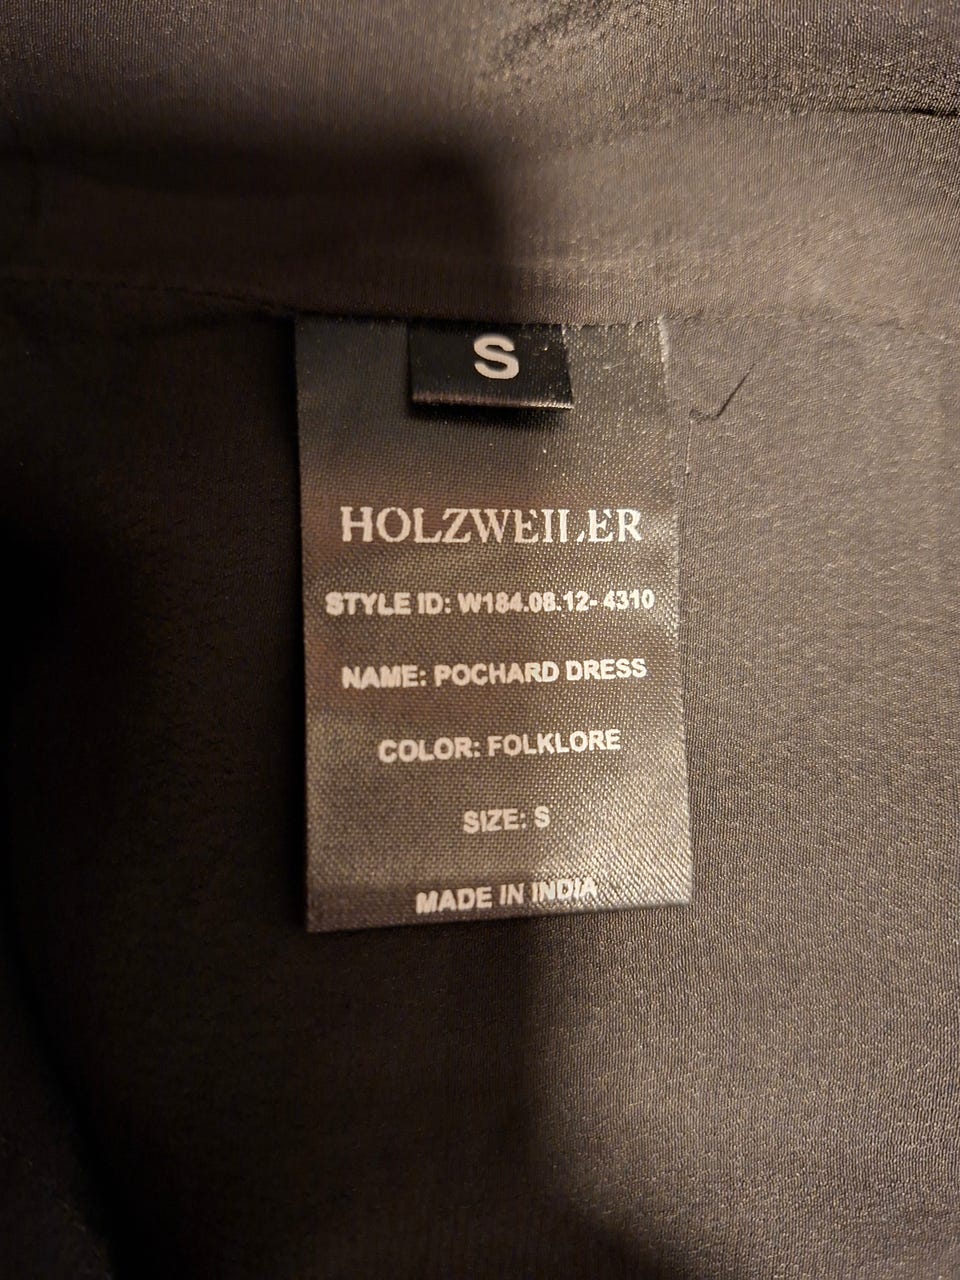 S
HOLZWEILER
STYLE ID: W184.08.12- 4310
NAME: POCHARD DRESS
COLOR: FOLKLORE
SIZE: S
MADE IN INDIA